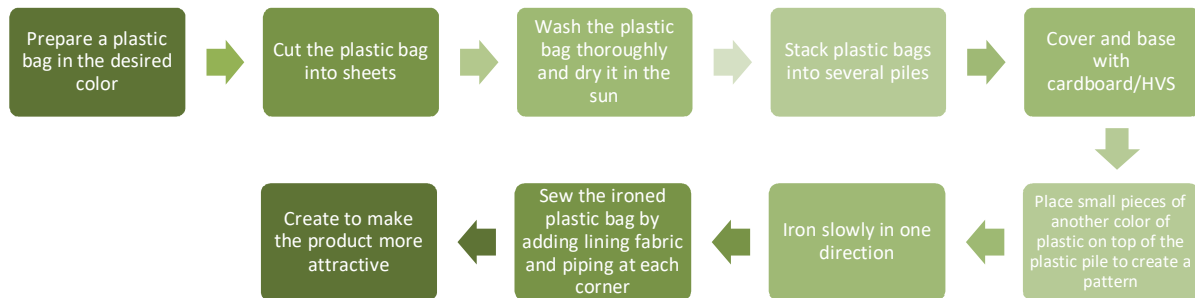 Prepare a plastic
bag in the desired
color
Cut the plastic bag
into sheets
Wash the plastic
bag thoroughly
and dry it in the
sun
Stack plastic bags
into several piles
Cover and base
with
cardboard/HVS
Place small pieces of
another color of
plastic on top of the
plastic pile to create a
pattern
Iron slowly in one
direction
Sew the ironed
plastic bag by
adding lining fabric
and piping at each
corner
Create to make
the product more
attractive